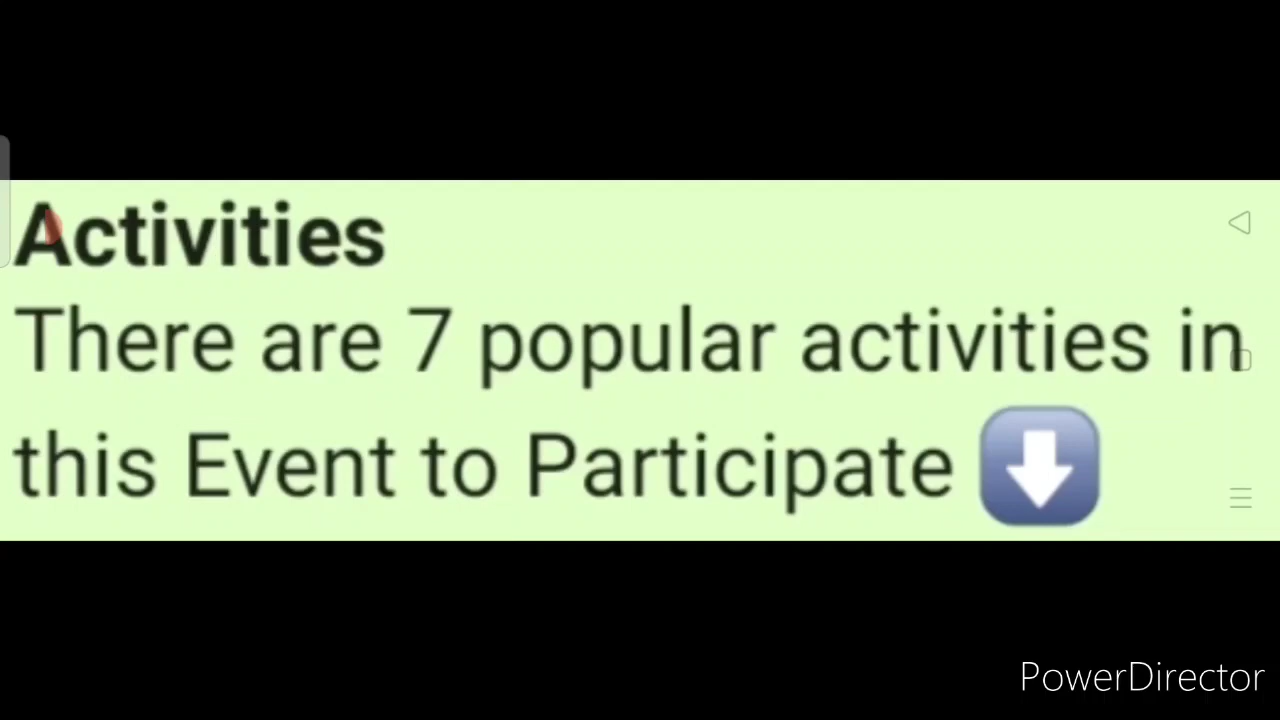 Activities
There are 7 popular activities in
this Event to Participate ⬇
PowerDirector